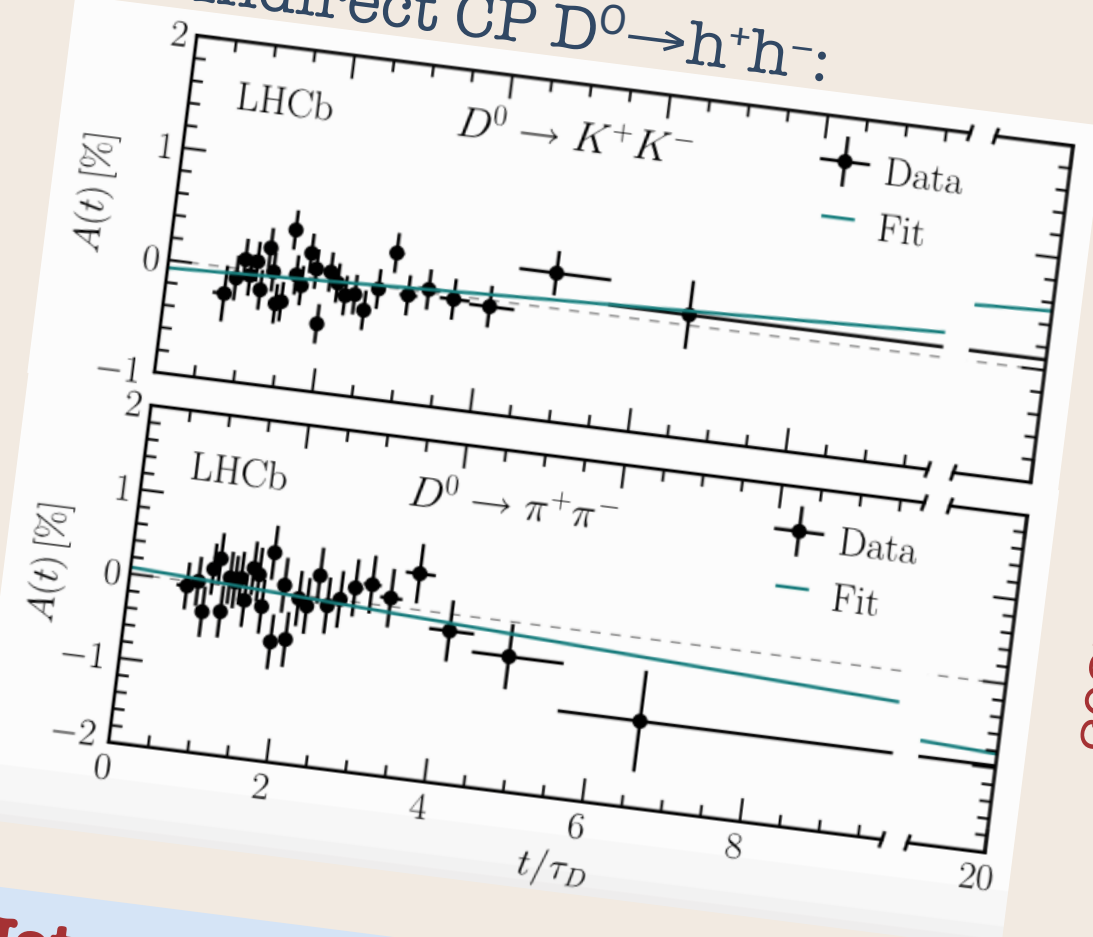 CP D⁰→h⁺h⁻:
2
LHCb
D⁰ → K⁺K⁻
Data
Fit
1
0
−1
A(t) [%]
2
LHCb
D⁰ → π⁺π⁻
Data
Fit
1
0
−1
−2
A(t) [%]
0 2 4 6 8 20
t/τ_D